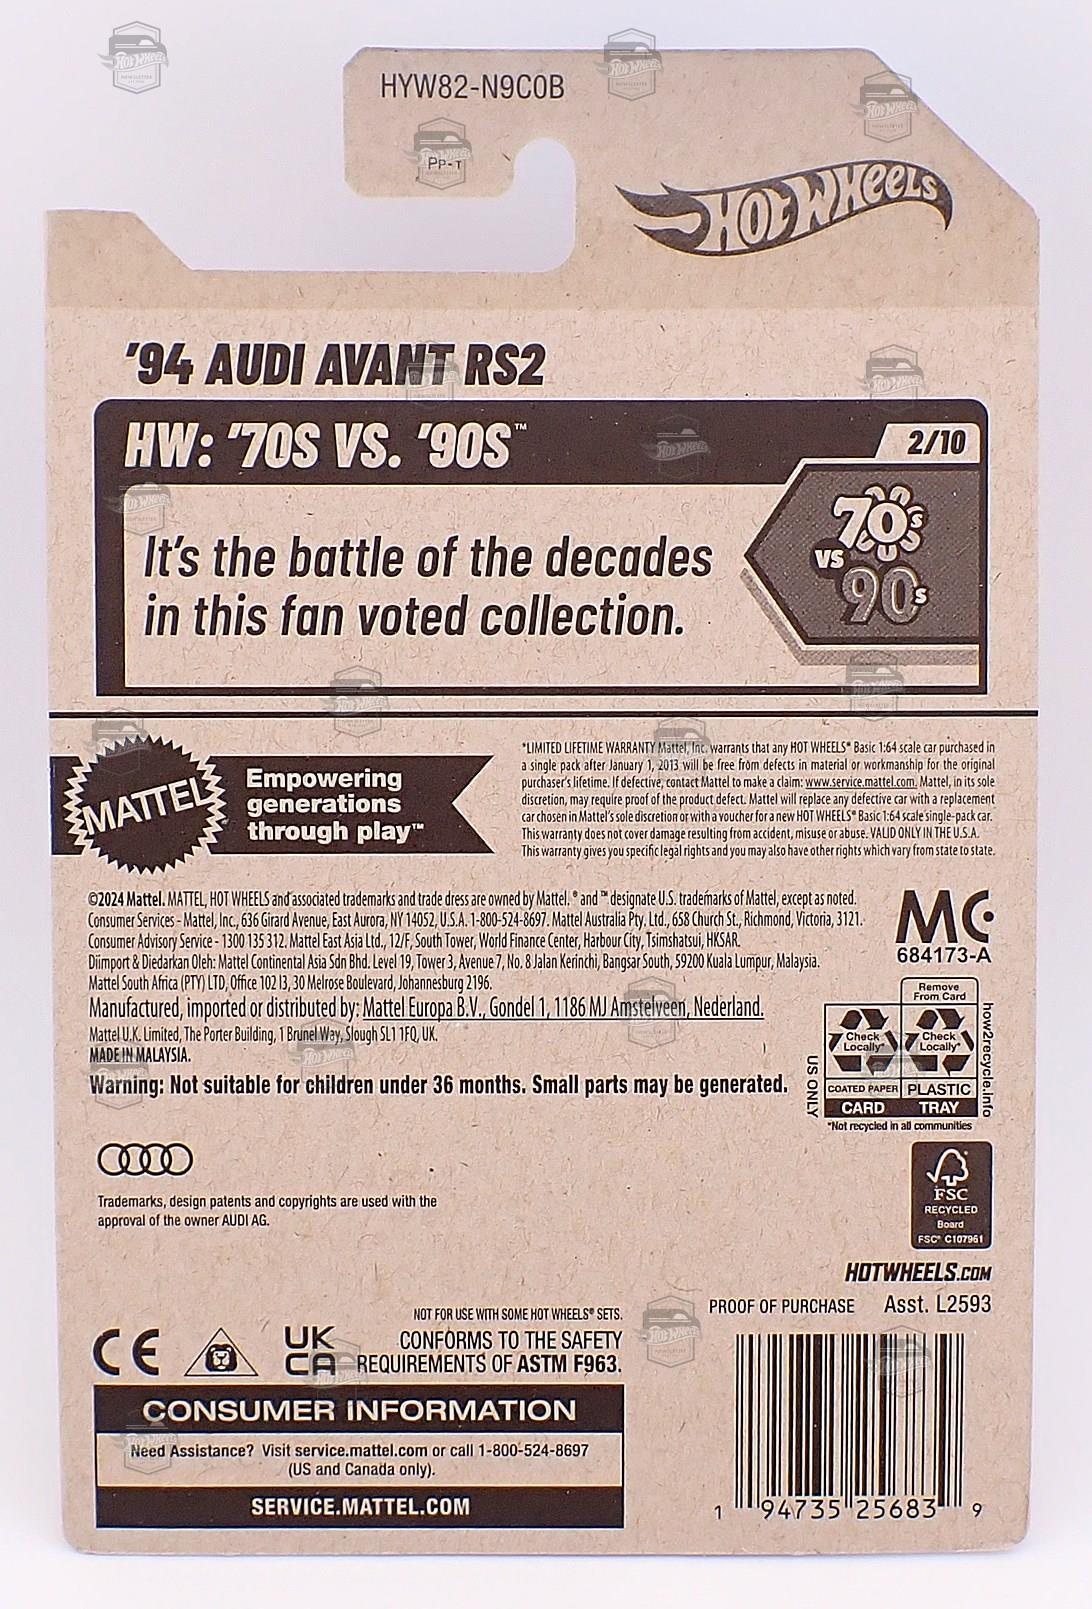 HYW82-N9C0B
PP-T
HOT WHEELS
'94 AUDI AVANT RS2
HW: '70S VS. '90S™
2/10
70s
VS
90s
It's the battle of the decades
in this fan voted collection.
MATTEL
Empowering
generations
through play™
*LIMITED LIFETIME WARRANTY Mattel, Inc. warrants that any HOT WHEELS® Basic 1:64 scale car purchased in
a single pack after January 1, 2013 will be free from defects in material or workmanship for the original
purchaser's lifetime. If defective, contact Mattel to make a claim: www.service.mattel.com. Mattel, in its sole
discretion, may require proof of the product defect. Mattel will replace any defective car with a replacement
car chosen in Mattel's sole discretion or with a voucher for a new HOT WHEELS® Basic 1:64 scale single-pack car.
This warranty does not cover damage resulting from accident, misuse or abuse. VALID ONLY IN THE U.S.A.
This warranty gives you specific legal rights and you may also have other rights which vary from state to state.
©2024 Mattel. MATTEL, HOT WHEELS and associated trademarks and trade dress are owned by Mattel. ® and ™ designate U.S. trademarks of Mattel, except as noted.
Consumer Services - Mattel, Inc., 636 Girard Avenue, East Aurora, NY 14052, U.S.A. 1-800-524-8697. Mattel Australia Pty. Ltd., 658 Church St., Richmond, Victoria, 3121.
Consumer Advisory Service - 1300 135 312. Mattel East Asia Ltd., 12/F, South Tower, World Finance Center, Harbour City, Tsimshatsui, HKSAR.
Diimport & Diedarkan Oleh: Mattel Continental Asia Sdn Bhd. Level 19, Tower 3, Avenue 7, No. 8 Jalan Kerinchi, Bangsar South, 59200 Kuala Lumpur, Malaysia.
Mattel South Africa (PTY) LTD, Office 102 I3, 30 Melrose Boulevard, Johannesburg 2196.
Manufactured, imported or distributed by: Mattel Europa B.V., Gondel 1, 1186 MJ Amstelveen, Nederland.
Mattel U.K. Limited, The Porter Building, 1 Brunel Way, Slough SL1 1FQ, UK.
MADE IN MALAYSIA.
Warning: Not suitable for children under 36 months. Small parts may be generated.
MC
684173-A
Remove
From Card
Check
Locally*
Check
Locally*
COATED PAPER
PLASTIC
CARD
TRAY
US ONLY
how2recycle.info
*Not recycled in all communities
Trademarks, design patents and copyrights are used with the
approval of the owner AUDI AG.
FSC
RECYCLED
Board
FSC® C107961
HOTWHEELS.COM
PROOF OF PURCHASE Asst. L2593
NOT FOR USE WITH SOME HOT WHEELS® SETS.
CE
UK
CA
CONFORMS TO THE SAFETY
REQUIREMENTS OF ASTM F963.
CONSUMER INFORMATION
Need Assistance? Visit service.mattel.com or call 1-800-524-8697
(US and Canada only).
SERVICE.MATTEL.COM
1 94735 25683 9